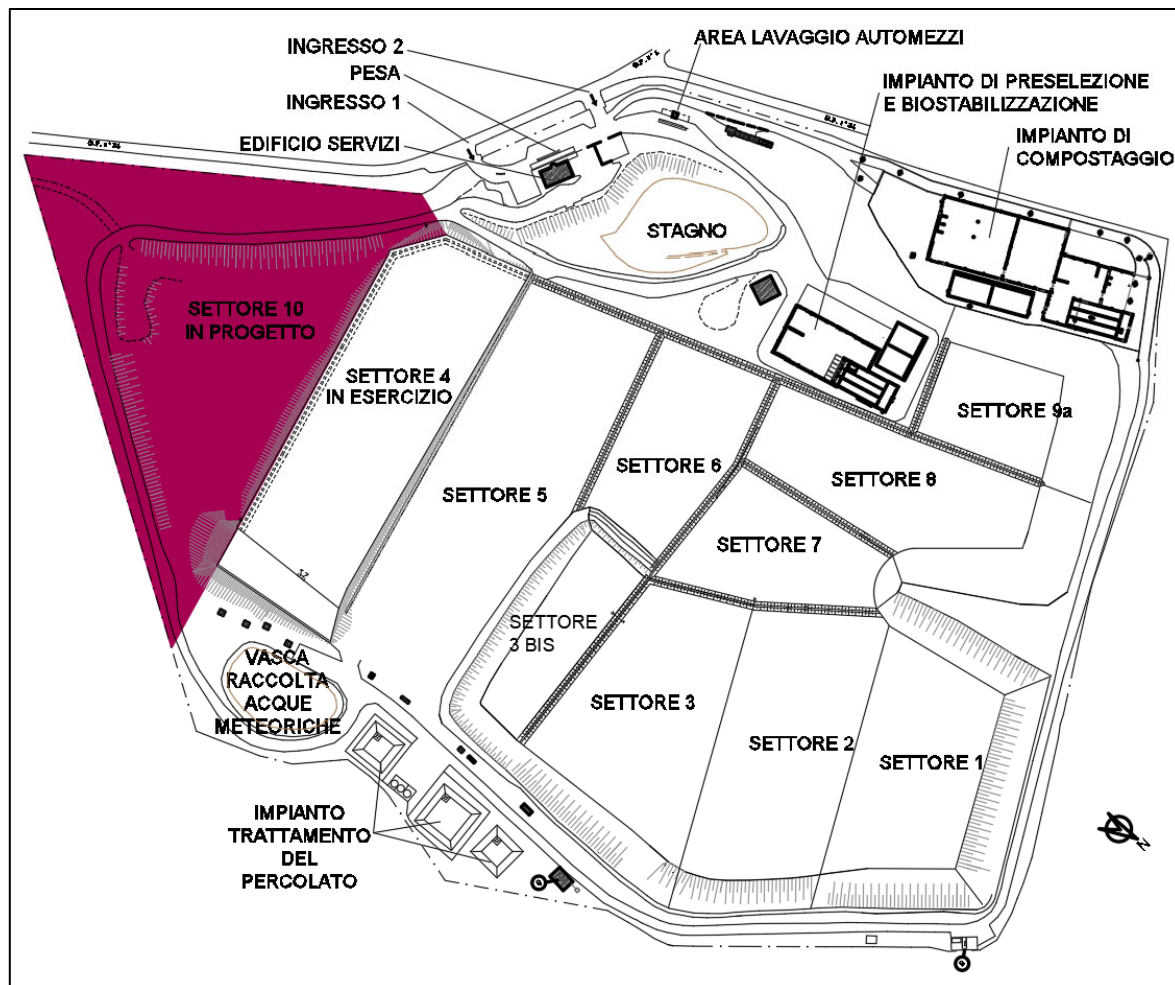 INGRESSO 2
PESA
INGRESSO 1
EDIFICIO SERVIZI
AREA LAVAGGIO AUTOMEZZI
IMPIANTO DI PRESELEZIONE
E BIOSTABILIZZAZIONE
IMPIANTO DI
COMPOSTAGGIO
STAGNO
SETTORE 10
IN PROGETTO
SETTORE 4
IN ESERCIZIO
SETTORE 5
SETTORE 6
SETTORE 9a
SETTORE 8
SETTORE 7
SETTORE
3 BIS
SETTORE 3
SETTORE 2
SETTORE 1
VASCA
RACCOLTA
ACQUE
METEORICHE
IMPIANTO
TRATTAMENTO
DEL
PERCOLATO
N